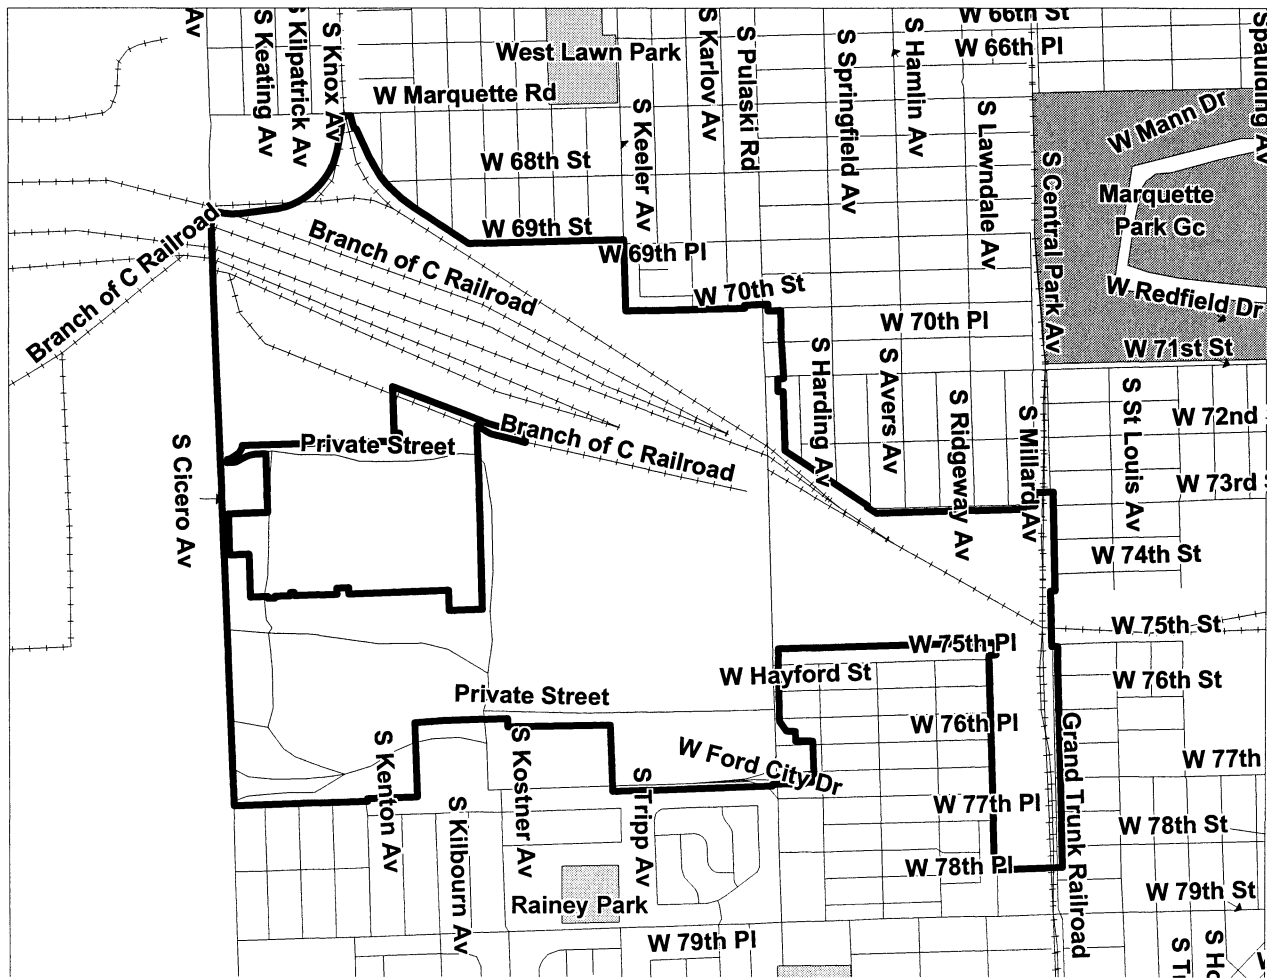 Av
S Keating Av
S Kilpatrick Av
S Knox Av
West Lawn Park
W Marquette Rd
S Karlov Av
S Pulaski Rd
S Keeler Av
S Springfield Av
S Hamlin Av
W 66th St
W 66th Pl
S Lawndale Av
S Central Park Av
W Mann Dr
Spaulding Av
Marquette
Park Gc
W Redfield Dr
W 68th St
W 69th St
W 69th Pl
W 70th St
W 70th Pl
W 71st St
Branch of C Railroad
Branch of C Railroad
Branch of C Railroad
S Harding Av
S Avers Av
S Ridgeway Av
S Millard Av
S St Louis Av
W 72nd
W 73rd
W 74th St
Private Street
S Cicero Av
W 75th St
W 75th Pl
W Hayford St
W 76th St
Private Street
W 76th Pl
W 77th
W Ford City Dr
S Kenton Av
S Kostner Av
S Kilbourn Av
S Tripp Av
W 77th Pl
W 78th St
W 78th Pl
Grand Trunk Railroad
W 79th St
Rainey Park
W 79th Pl